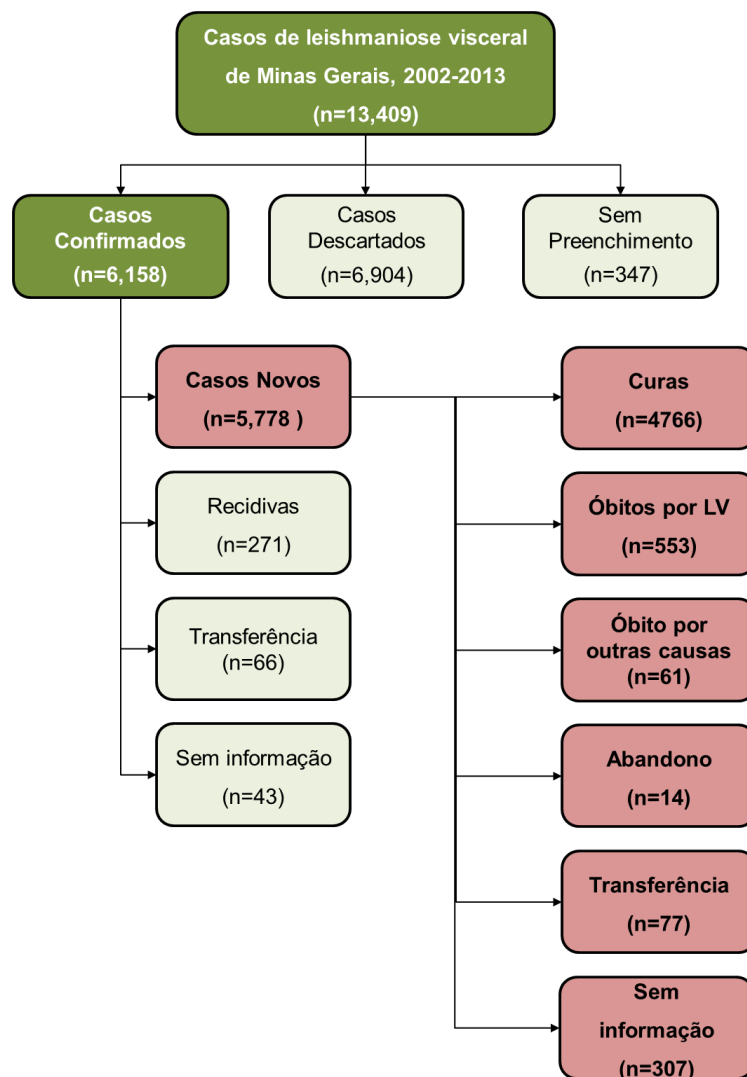 Casos de leishmaniose visceral
de Minas Gerais, 2002-2013
(n=13,409)
Casos
Confirmados
(n=6,158)
Casos
Descartados
(n=6,904)
Sem
Preenchimento
(n=347)
Casos Novos
(n=5,778 )
Recidivas
(n=271)
Transferência
(n=66)
Sem informação
(n=43)
Curas
(n=4766)
Óbitos por LV
(n=553)
Óbito por
outras causas
(n=61)
Abandono
(n=14)
Transferência
(n=77)
Sem
informação
(n=307)